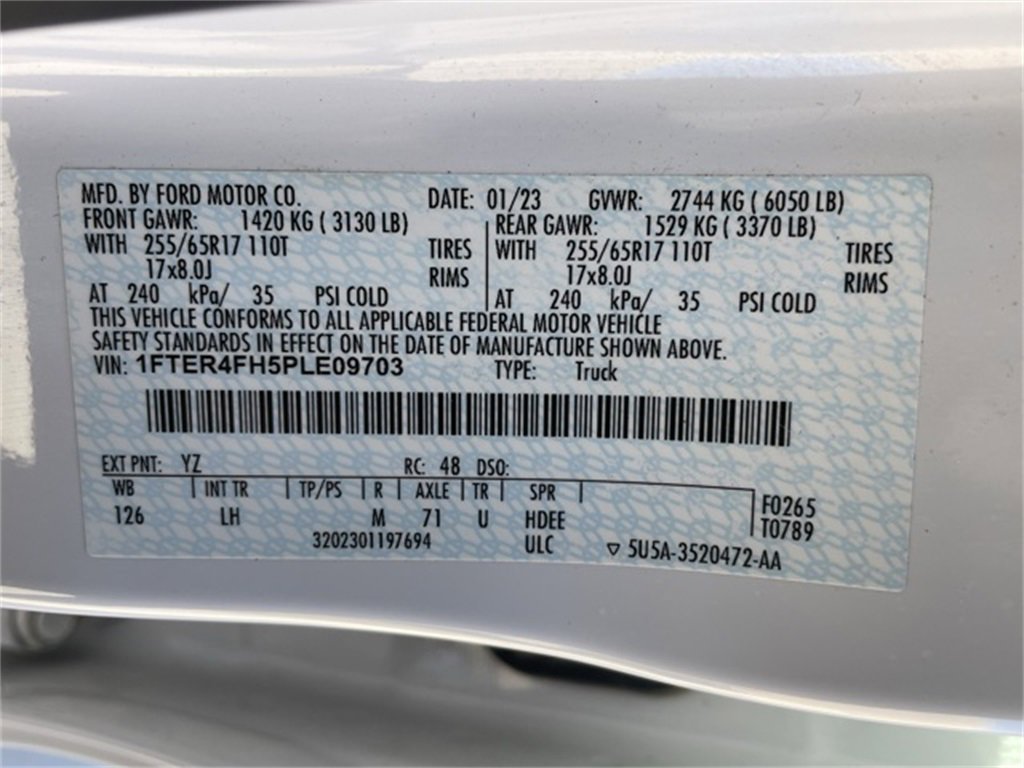 MFD. BY FORD MOTOR CO. DATE: 01/23 GVWR: 2744 KG ( 6050 LB)
FRONT GAWR: 1420 KG ( 3130 LB) REAR GAWR: 1529 KG ( 3370 LB)
WITH 255/65R17 110T TIRES WITH 255/65R17 110T TIRES
17x8.0J RIMS 17x8.0J RIMS
AT 240 kPa/ 35 PSI COLD AT 240 kPa/ 35 PSI COLD
THIS VEHICLE CONFORMS TO ALL APPLICABLE FEDERAL MOTOR VEHICLE
SAFETY STANDARDS IN EFFECT ON THE DATE OF MANUFACTURE SHOWN ABOVE.
VIN: 1FTER4FH5PLE09703 TYPE: Truck
EXT PNT: YZ RC: 48 DSO:
WB INT TR TP/PS R AXLE TR SPR F0265
126 LH M 71 U HDEE T0789
3202301197694 ULC ▽ 5U5A-3520472-AA